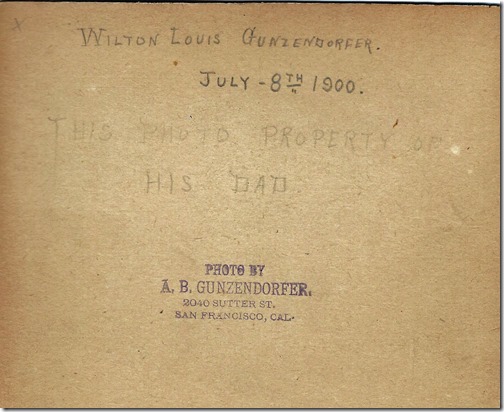 x
WILTON LOUIS GUNZENDORFER.
JULY - 8TH 1900.
THIS PHOTO PROPERTY OF
HIS DAD.
PHOTO BY
A. B. GUNZENDORFER.
2040 SUTTER ST.
SAN FRANCISCO, CAL.